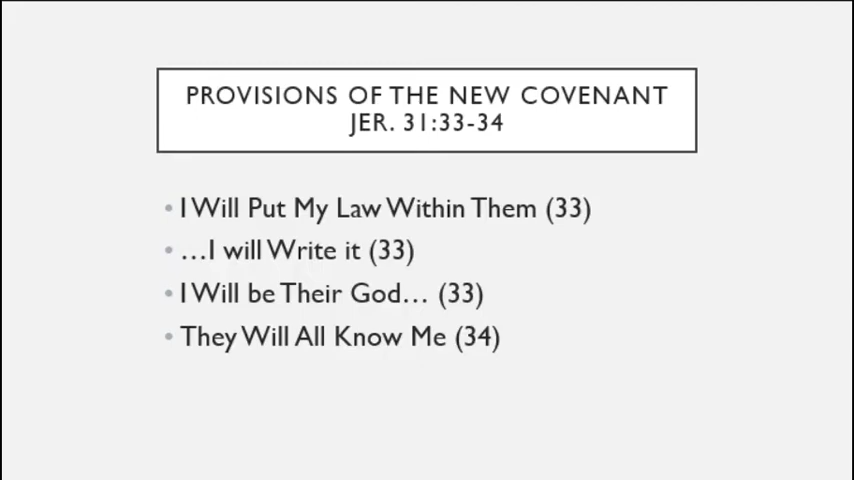 PROVISIONS OF THE NEW COVENANT
JER. 31:33-34
• I Will Put My Law Within Them (33)
• …I will Write it (33)
• I Will be Their God… (33)
• They Will All Know Me (34)